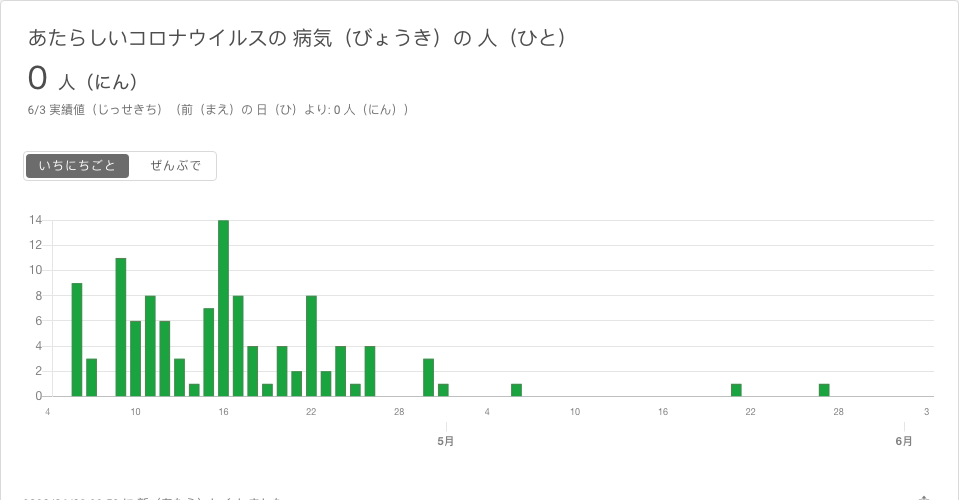 あたらしいコロナウイルスの 病気（びょうき）の 人（ひと）
0 人（にん）
6/3 実績値（じっせきち）（前（まえ）の 日（ひ）より: 0 人（にん））
いちにちごと ぜんぶで
14
12
10
8
6
4
2
0
4 10 16 22 28 4 10 16 22 28 3
5月 6月